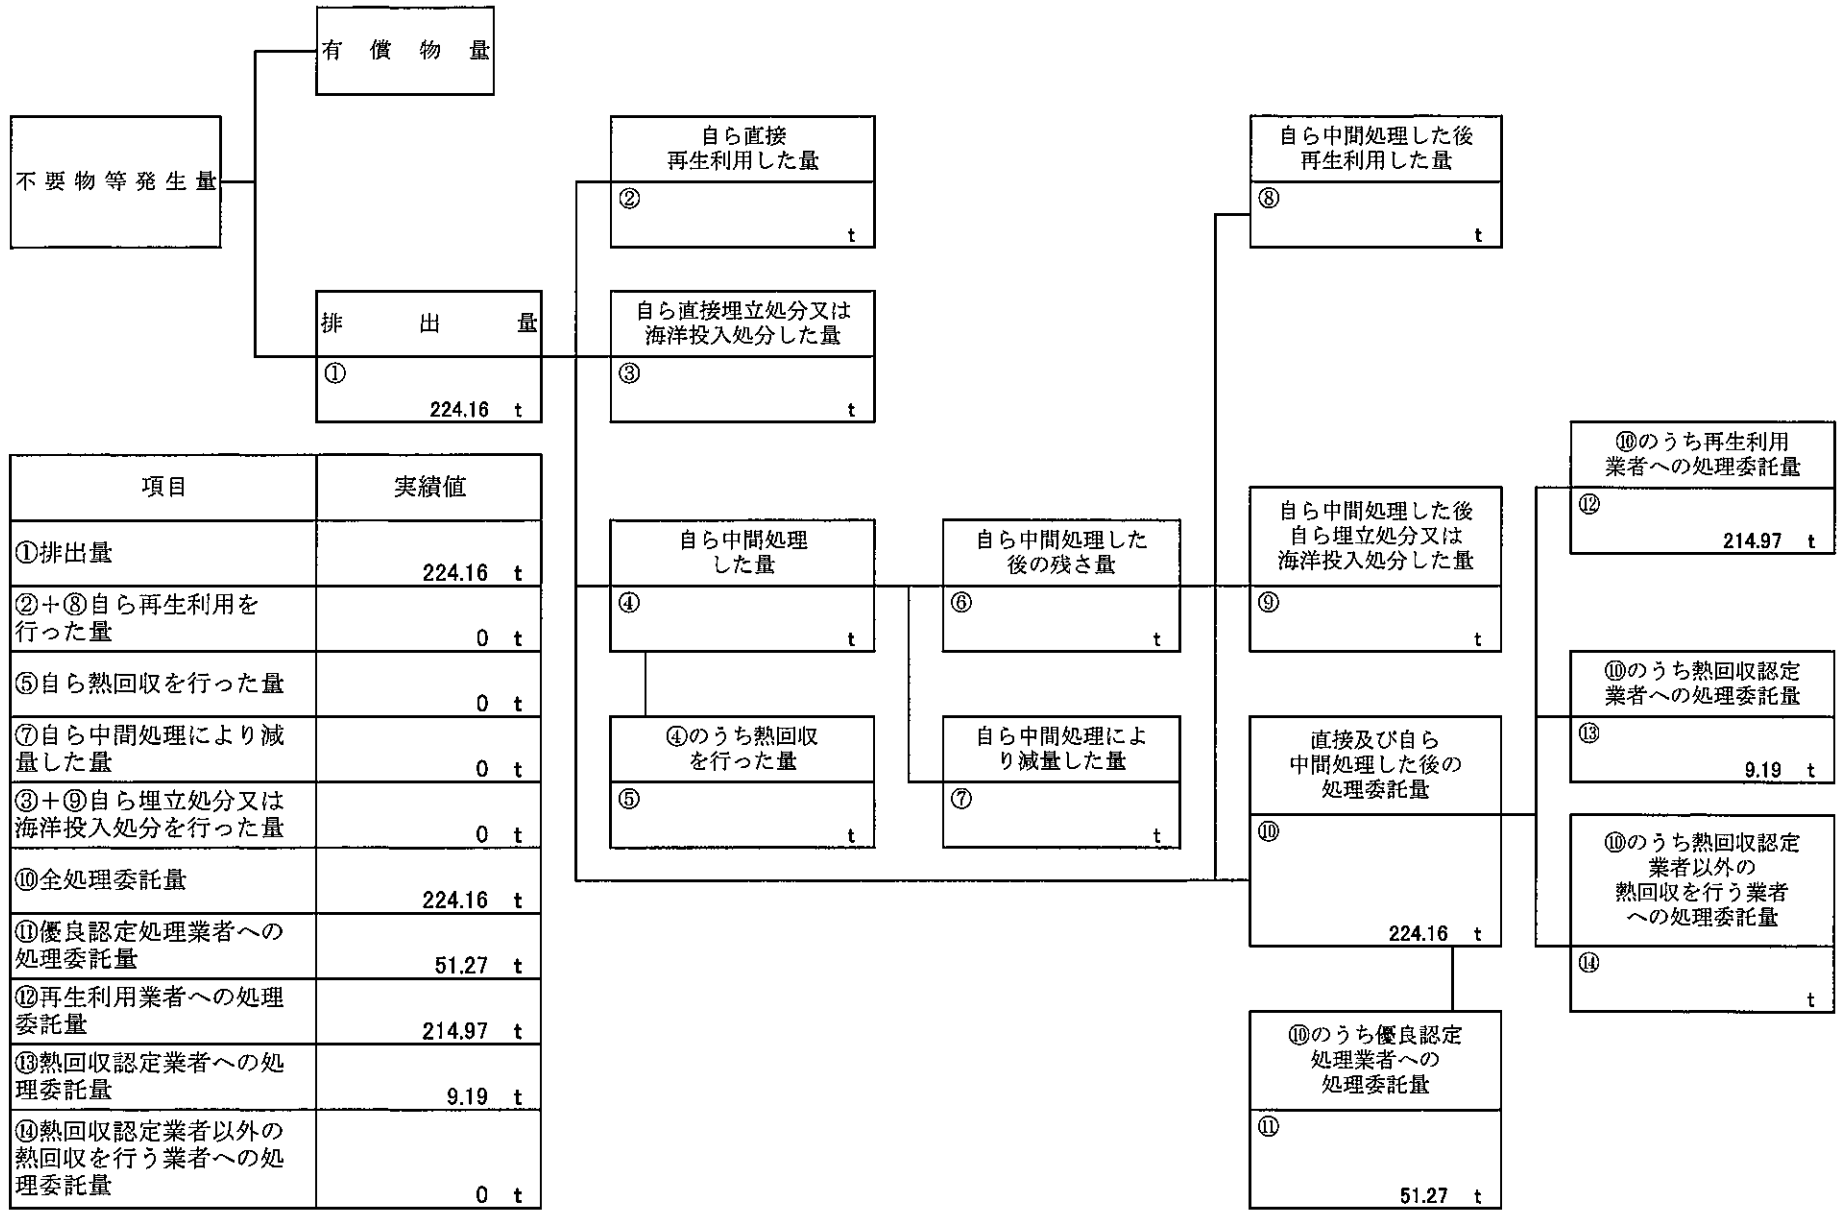 有償物量
不要物等発生量
自ら直接
再生利用した量
②
t
自ら中間処理した後
再生利用した量
⑧
t
排出量
①
224.16 t
自ら直接埋立処分又は
海洋投入処分した量
③
t
項目
実績値
①排出量
224.16 t
②+⑧自ら再生利用を
行った量
0 t
⑤自ら熱回収を行った量
0 t
⑦自ら中間処理により減
量した量
0 t
③+⑨自ら埋立処分又は
海洋投入処分を行った量
0 t
⑩全処理委託量
224.16 t
⑪優良認定処理業者への
処理委託量
51.27 t
⑫再生利用業者への処理
委託量
214.97 t
⑬熱回収認定業者への処
理委託量
9.19 t
⑭熱回収認定業者以外の
熱回収を行う業者への処
理委託量
0 t
自ら中間処理
した量
④
t
④のうち熱回収
を行った量
⑤
t
自ら中間処理した
後の残さ量
⑥
t
自ら中間処理によ
り減量した量
⑦
t
自ら中間処理した後
自ら埋立処分又は
海洋投入処分した量
⑨
t
直接及び自ら
中間処理した後の
処理委託量
⑩
224.16 t
⑩のうち優良認定
処理業者への
処理委託量
⑪
51.27 t
⑩のうち再生利用
業者への処理委託量
⑫
214.97 t
⑩のうち熱回収認定
業者への処理委託量
⑬
9.19 t
⑩のうち熱回収認定
業者以外の
熱回収を行う業者
への処理委託量
⑭
t